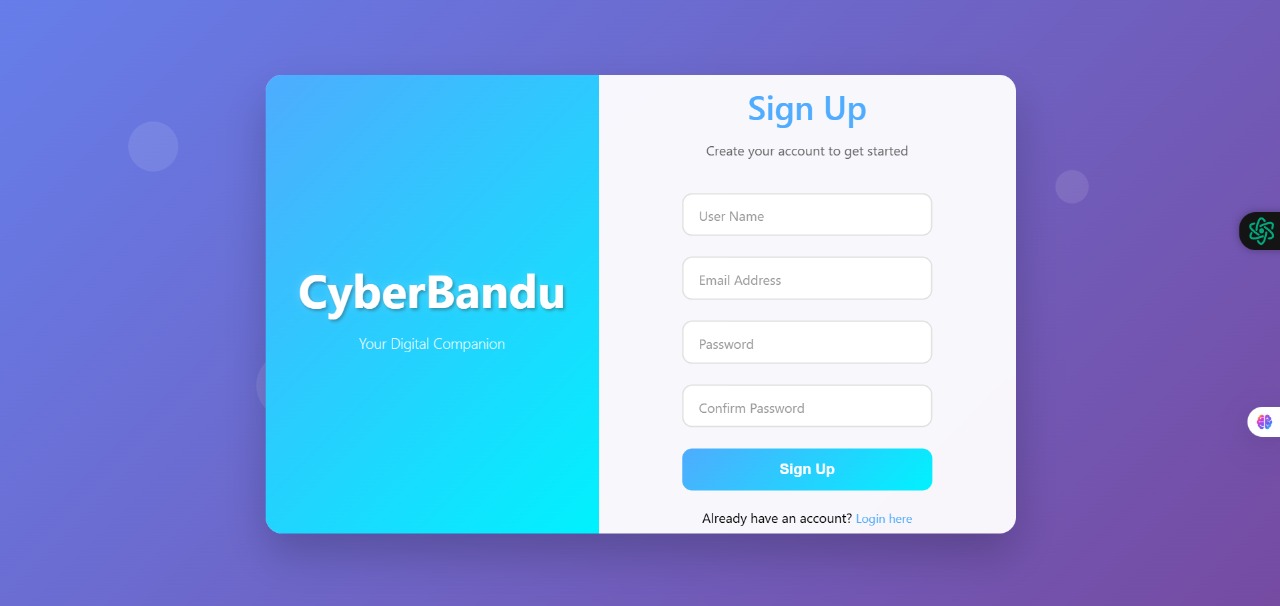 CyberBandu
Your Digital Companion
Sign Up
Create your account to get started
User Name
Email Address
Password
Confirm Password
Sign Up
Already have an account? Login here